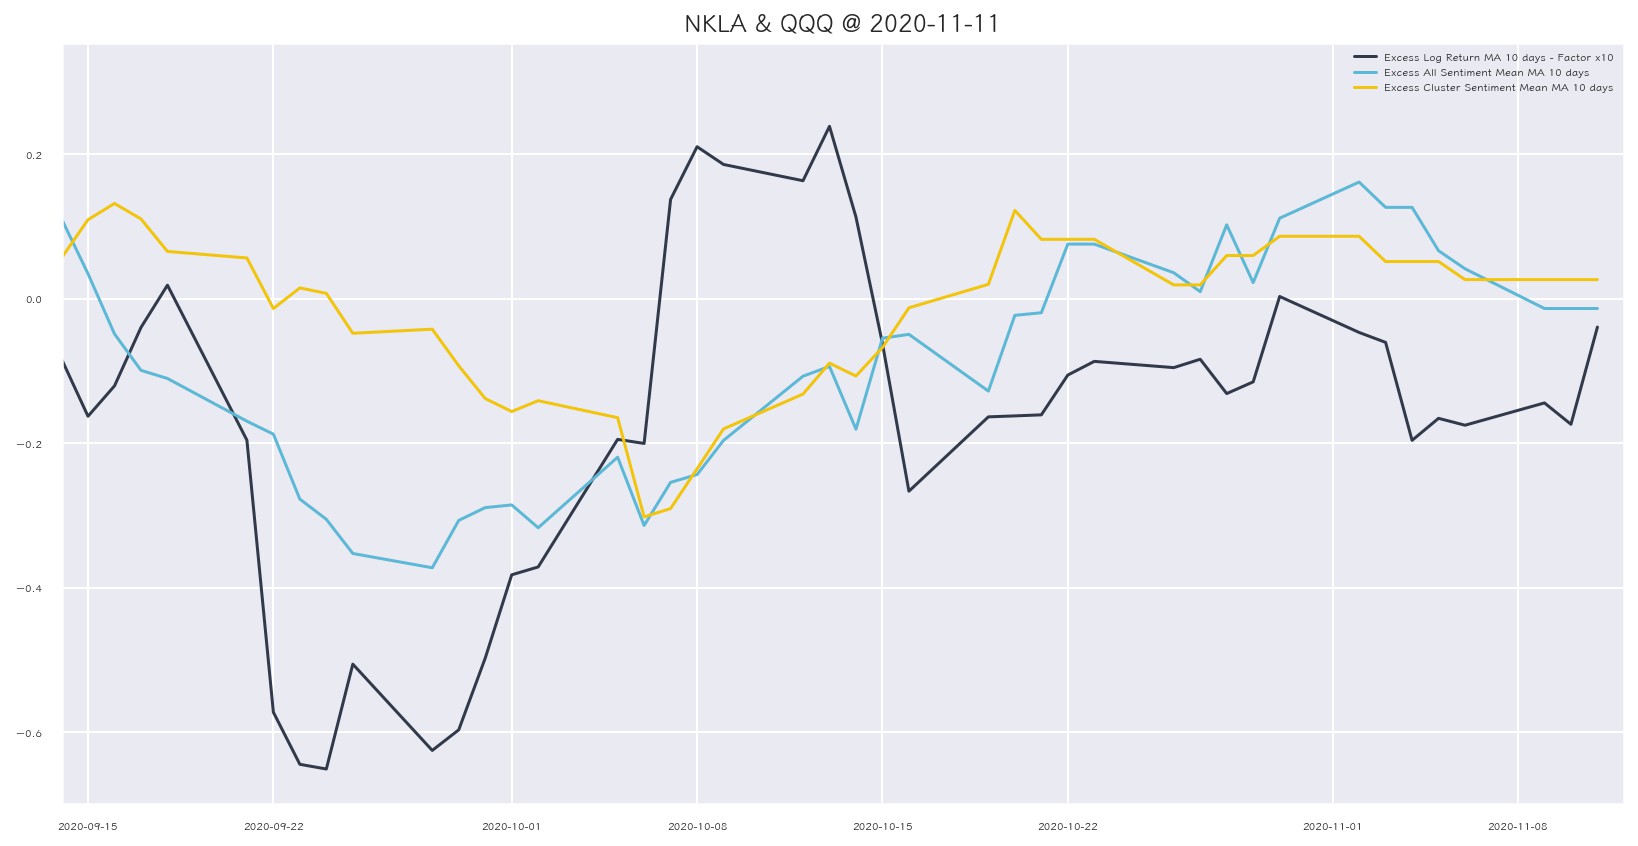 NKLA & QQQ @ 2020-11-11
Excess Log Return MA 10 days - Factor x10
Excess All Sentiment Mean MA 10 days
Excess Cluster Sentiment Mean MA 10 days
0.2
0.0
−0.2
−0.4
−0.6
2020-09-15 2020-09-22 2020-10-01 2020-10-08 2020-10-15 2020-10-22 2020-11-01 2020-11-08